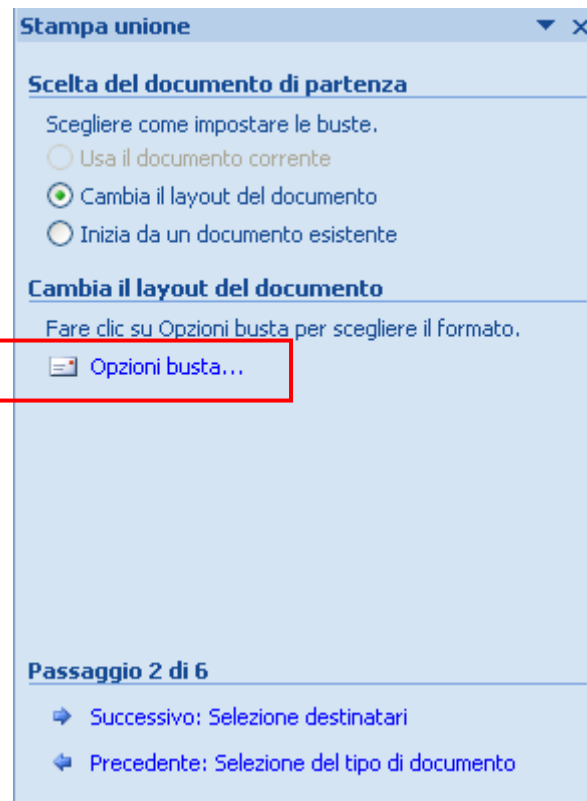 Stampa unione
Scelta del documento di partenza
Scegliere come impostare le buste.
Usa il documento corrente
Cambia il layout del documento
Inizia da un documento esistente
Cambia il layout del documento
Fare clic su Opzioni busta per scegliere il formato.
Opzioni busta...
Passaggio 2 di 6
Successivo: Selezione destinatari
Precedente: Selezione del tipo di documento